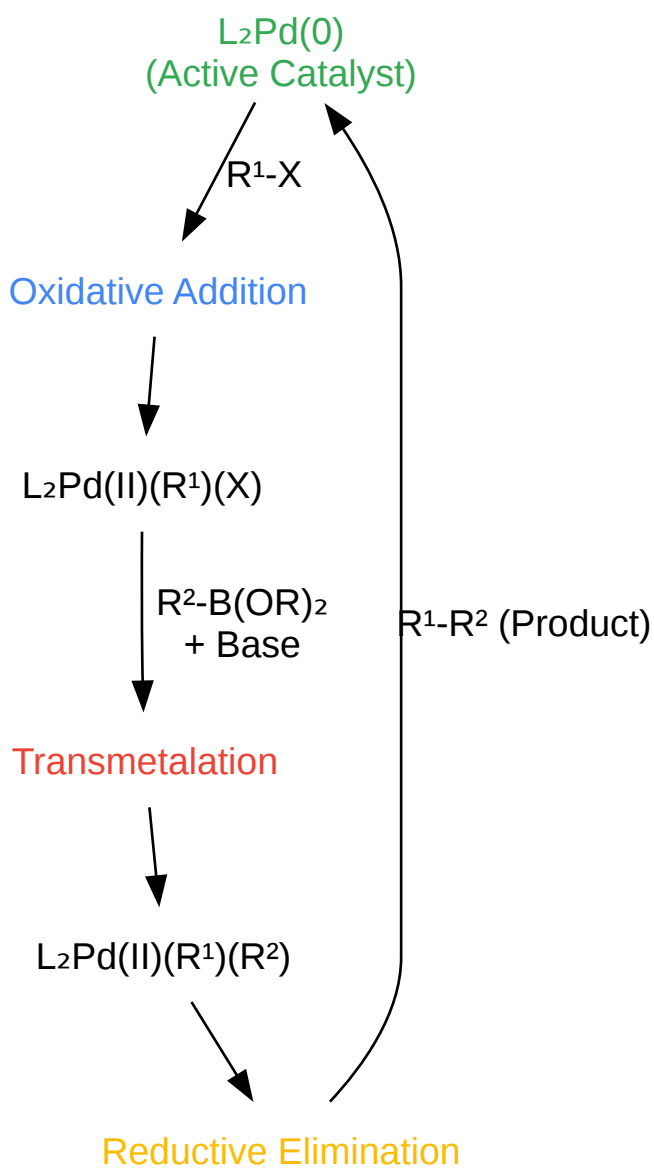 L₂Pd(0)
(Active Catalyst)
R¹-X
Oxidative Addition
L₂Pd(II)(R¹)(X)
R²-B(OR)₂
+ Base
R¹-R² (Product)
Transmetalation
L₂Pd(II)(R¹)(R²)
Reductive Elimination